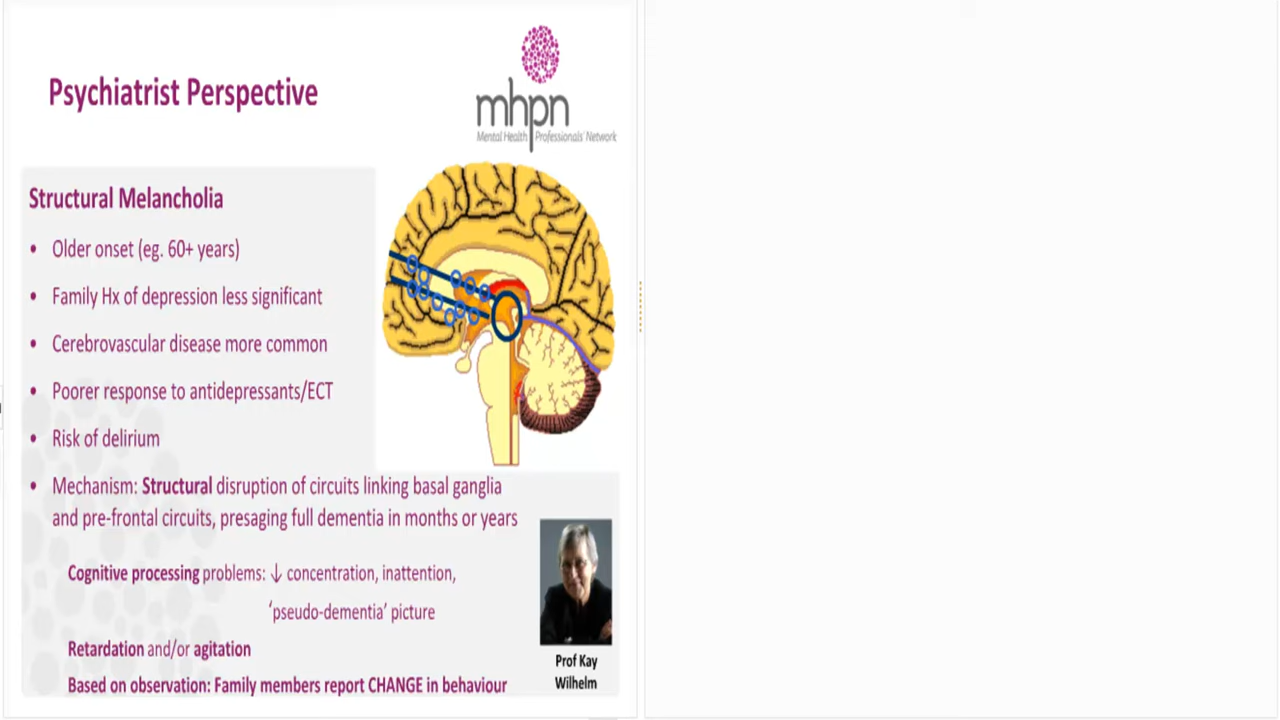 Psychiatrist Perspective
mhpn
Mental Health Professionals' Network
Structural Melancholia
• Older onset (eg. 60+ years)
• Family Hx of depression less significant
• Cerebrovascular disease more common
• Poorer response to antidepressants/ECT
• Risk of delirium
• Mechanism: Structural disruption of circuits linking basal ganglia
and pre-frontal circuits, presaging full dementia in months or years
Cognitive processing problems: ↓ concentration, inattention,
'pseudo-dementia' picture
Retardation and/or agitation
Based on observation: Family members report CHANGE in behaviour
Prof Kay
Wilhelm